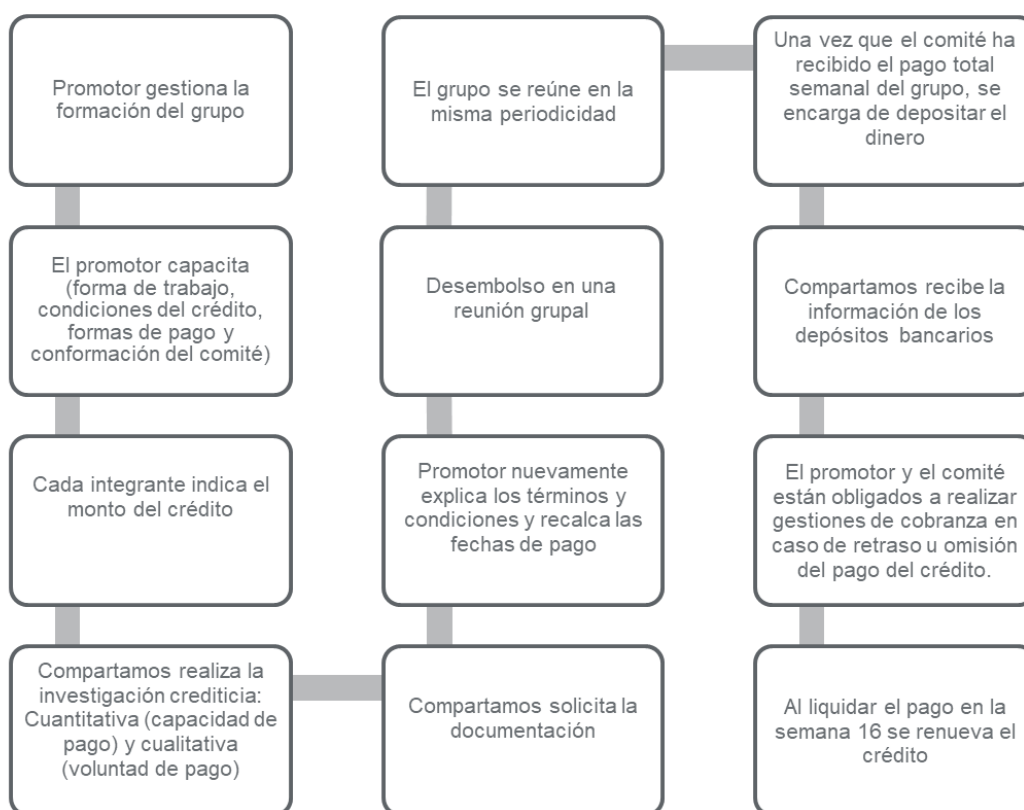 Promotor gestiona la
formación del grupo
El promotor capacita
(forma de trabajo,
condiciones del crédito,
formas de pago y
conformación del comité)
Cada integrante indica el
monto del crédito
Compartamos realiza la
investigación crediticia:
Cuantitativa (capacidad de
pago) y cualitativa
(voluntad de pago)
Compartamos solicita la
documentación
Promotor nuevamente
explica los términos y
condiciones y recalca las
fechas de pago
Desembolso en una
reunión grupal
El grupo se reúne en la
misma periodicidad
Una vez que el comité ha
recibido el pago total
semanal del grupo, se
encarga de depositar el
dinero
Compartamos recibe la
información de los
depósitos bancarios
El promotor y el comité
están obligados a realizar
gestiones de cobranza en
caso de retraso u omisión
del pago del crédito.
Al liquidar el pago en la
semana 16 se renueva el
crédito